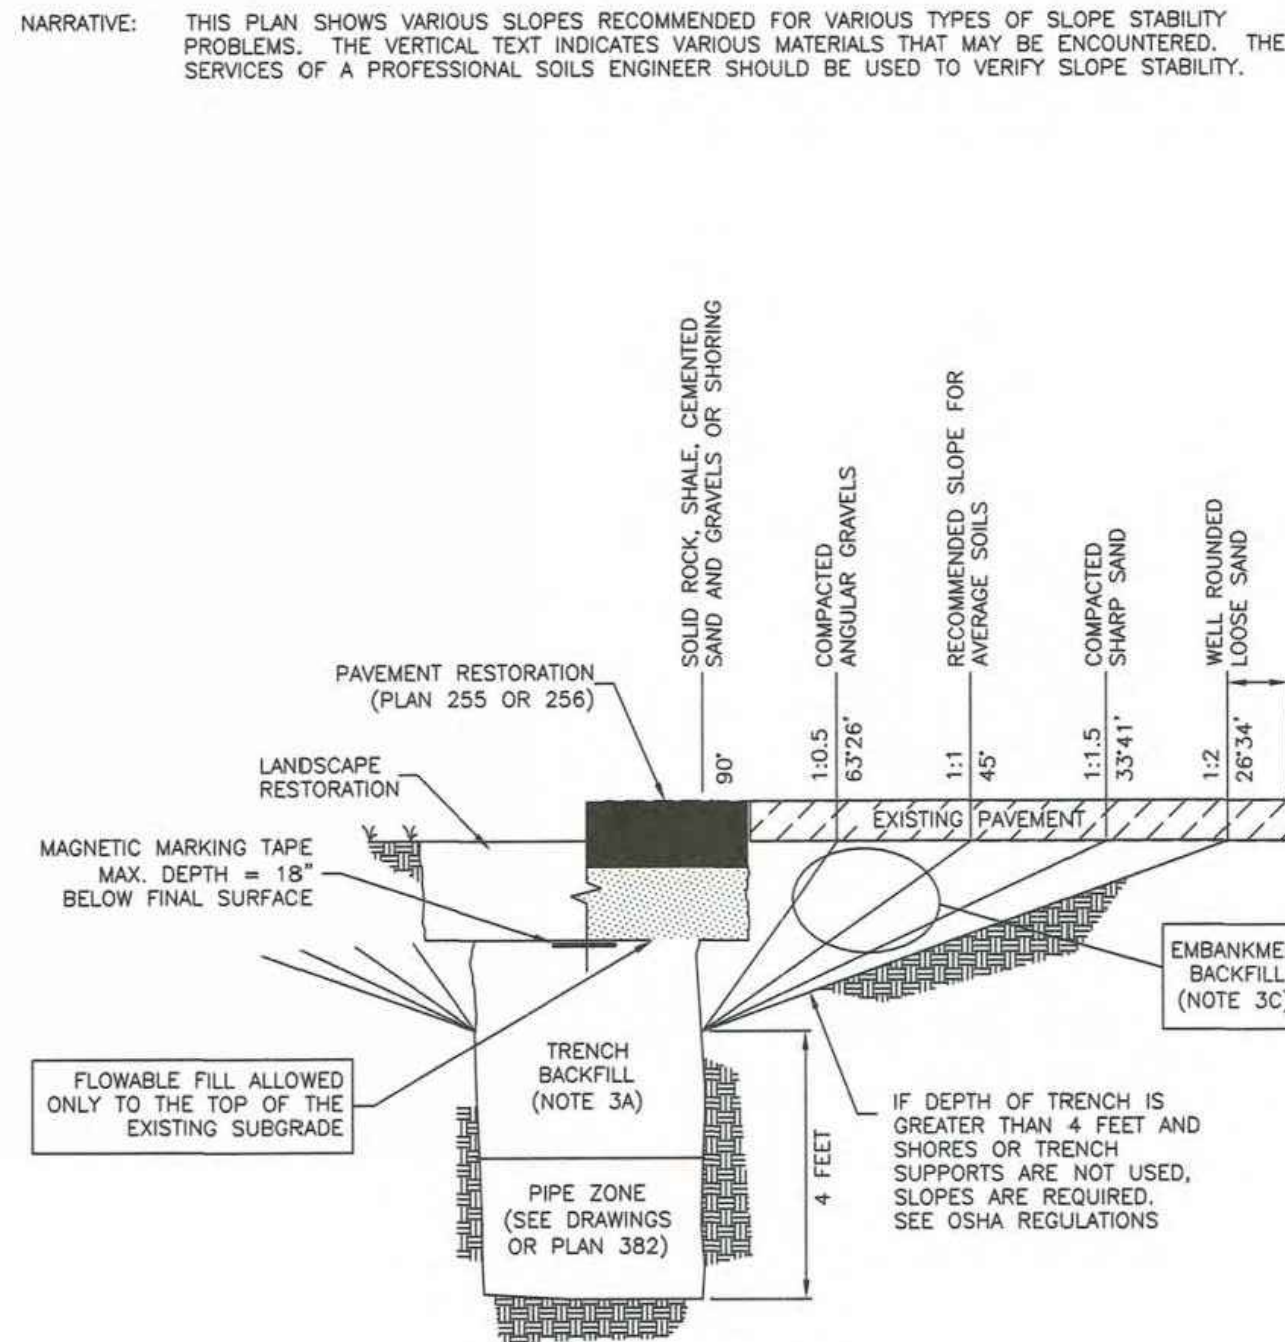 NARRATIVE: THIS PLAN SHOWS VARIOUS SLOPES RECOMMENDED FOR VARIOUS TYPES OF SLOPE STABILITY
PROBLEMS. THE VERTICAL TEXT INDICATES VARIOUS MATERIALS THAT MAY BE ENCOUNTERED. THE
SERVICES OF A PROFESSIONAL SOILS ENGINEER SHOULD BE USED TO VERIFY SLOPE STABILITY.
SOLID ROCK, SHALE, CEMENTED
SAND AND GRAVELS OR SHORING
COMPACTED
ANGULAR GRAVELS
RECOMMENDED SLOPE FOR
AVERAGE SOILS
COMPACTED
SHARP SAND
WELL ROUNDED
LOOSE SAND
PAVEMENT RESTORATION
(PLAN 255 OR 256)
90°
1:0.5
63°26'
1:1
45°
1:1.5
33°41'
1:2
26°34'
LANDSCAPE
RESTORATION
EXISTING PAVEMENT
MAGNETIC MARKING TAPE
MAX. DEPTH = 18"
BELOW FINAL SURFACE
EMBANKME
BACKFILL
(NOTE 3C)
TRENCH
BACKFILL
(NOTE 3A)
FLOWABLE FILL ALLOWED
ONLY TO THE TOP OF THE
EXISTING SUBGRADE
4 FEET
IF DEPTH OF TRENCH IS
GREATER THAN 4 FEET AND
SHORES OR TRENCH
SUPPORTS ARE NOT USED,
SLOPES ARE REQUIRED.
SEE OSHA REGULATIONS
PIPE ZONE
(SEE DRAWINGS
OR PLAN 382)